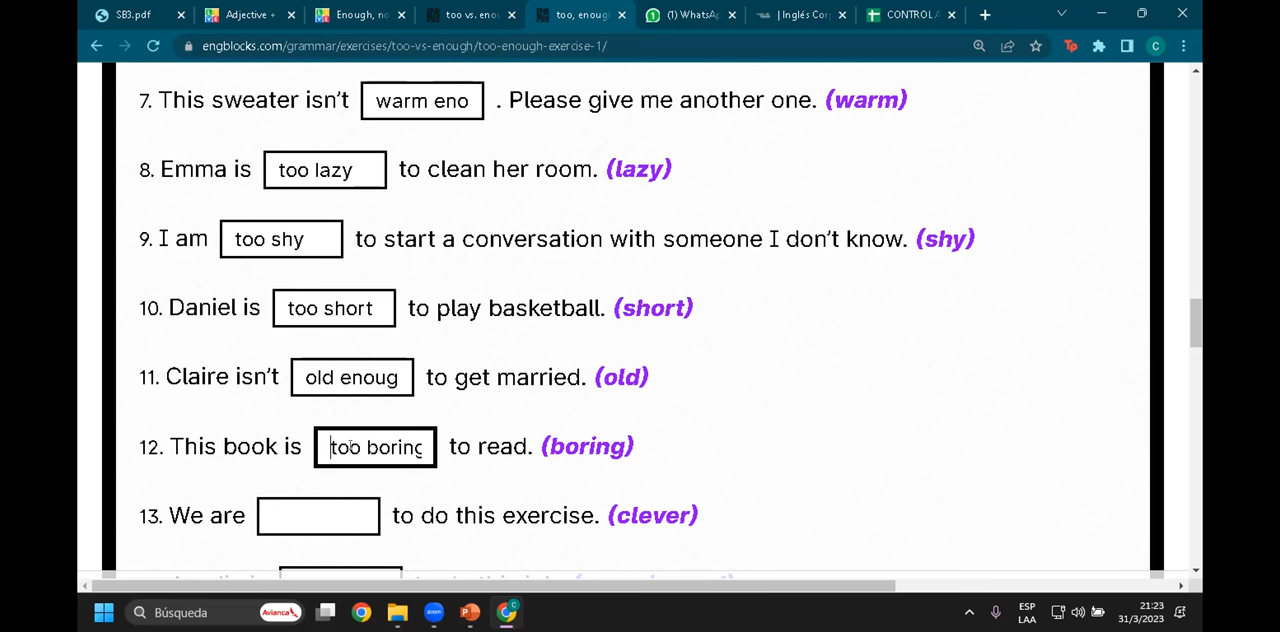 SB3.pdf
Adjective +
Enough, no
too vs. enou
too, enoug
(1) WhatsAp
| Inglés Cor
CONTROL A
engblocks.com/grammar/exercises/too-vs-enough/too-enough-exercise-1/
7. This sweater isn't warm eno . Please give me another one. (warm)
8. Emma is too lazy to clean her room. (lazy)
9. I am too shy to start a conversation with someone I don't know. (shy)
10. Daniel is too short to play basketball. (short)
11. Claire isn't old enoug to get married. (old)
12. This book is too boring to read. (boring)
13. We are to do this exercise. (clever)
Búsqueda
Avianca
zoom
ESP
LAA
21:23
31/3/2023